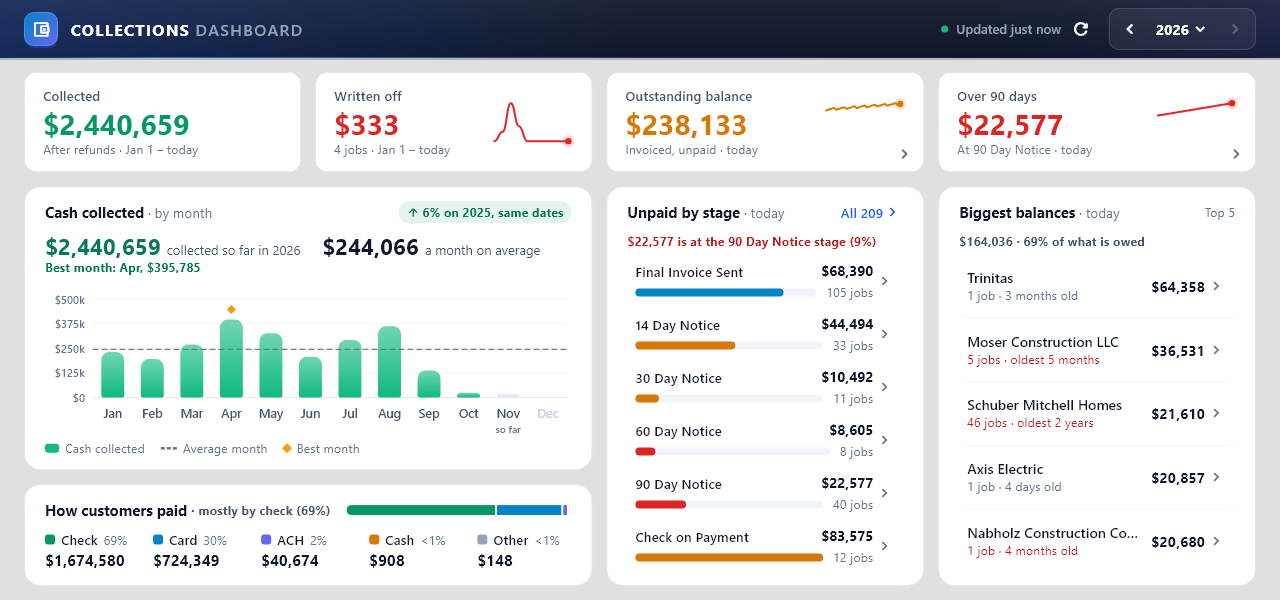 COLLECTIONS DASHBOARD
Updated just now
2026
Collected
$2,440,659
After refunds · Jan 1 – today
Written off
$333
4 jobs · Jan 1 – today
Outstanding balance
$238,133
Invoiced, unpaid · today
Over 90 days
$22,577
At 90 Day Notice · today
Cash collected · by month
↑ 6% on 2025, same dates
$2,440,659 collected so far in 2026
$244,066 a month on average
Best month: Apr, $395,785
$500k
$375k
$250k
$125k
$0
Jan Feb Mar Apr May Jun Jul Aug Sep Oct Nov Dec
so far
Cash collected
Average month
Best month
How customers paid · mostly by check (69%)
Check 69%
$1,674,580
Card 30%
$724,349
ACH 2%
$40,674
Cash <1%
$908
Other <1%
$148
Unpaid by stage · today
All 209
$22,577 is at the 90 Day Notice stage (9%)
Final Invoice Sent $68,390
105 jobs
14 Day Notice $44,494
33 jobs
30 Day Notice $10,492
11 jobs
60 Day Notice $8,605
8 jobs
90 Day Notice $22,577
40 jobs
Check on Payment $83,575
12 jobs
Biggest balances · today
Top 5
$164,036 · 69% of what is owed
Trinitas
1 job · 3 months old
$64,358
Moser Construction LLC
5 jobs · oldest 5 months
$36,531
Schuber Mitchell Homes
46 jobs · oldest 2 years
$21,610
Axis Electric
1 job · 4 days old
$20,857
Nabholz Construction Co...
1 job · 4 months old
$20,680